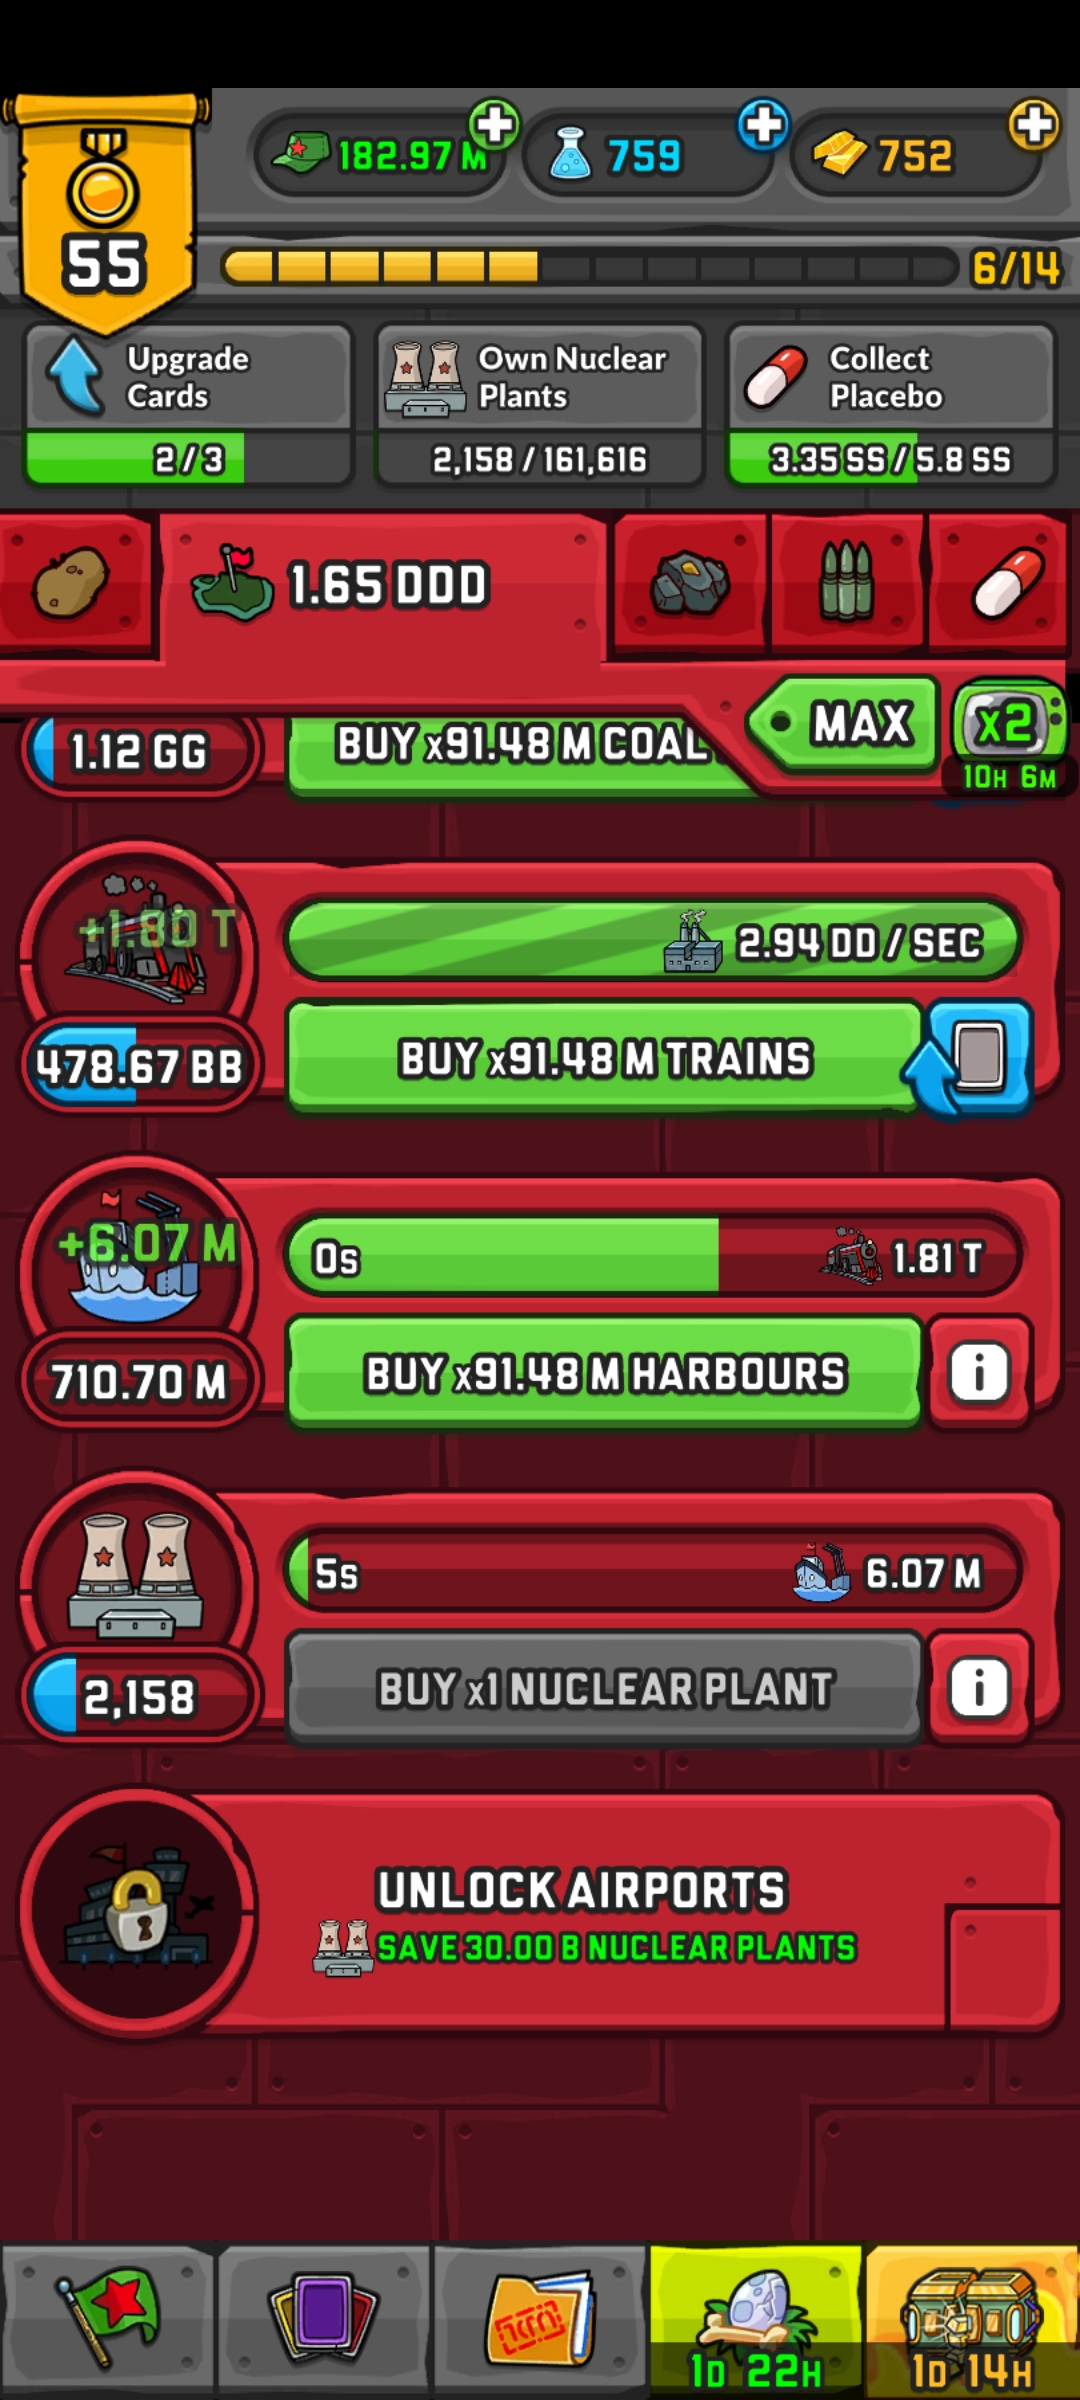 55
182.97 M
759
752
6/14
Upgrade
Cards
2/3
Own Nuclear
Plants
2,158 / 161,616
Collect
Placebo
3.35 SS / 5.8 SS
1.65 DDD
MAX
X2
10H 6M
1.12 GG
BUY x91.48 M COAL
+1.80 T
2.94 DD / SEC
478.67 BB
BUY x91.48 M TRAINS
+6.07 M
0s
1.81 T
710.70 M
BUY x91.48 M HARBOURS
i
5s
6.07 M
2,158
BUY x1 NUCLEAR PLANT
i
UNLOCK AIRPORTS
SAVE 30.00 B NUCLEAR PLANTS
1D 22H
1D 14H